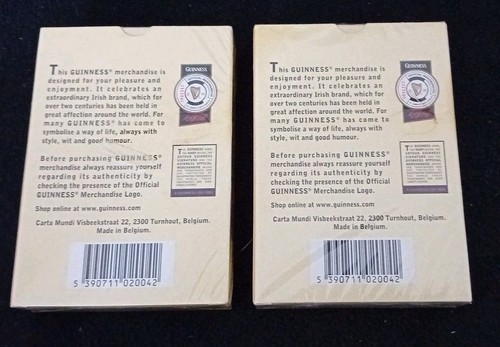 This GUINNESS® merchandise is
designed for your pleasure and
enjoyment. It celebrates an
extraordinary Irish brand, which for
over two centuries has been held in
great affection around the world. For
many GUINNESS® has come to
symbolise a way of life, always with
style, wit and good humour.
Before purchasing GUINNESS®
merchandise always reassure yourself
regarding its authenticity by
checking the presence of the Official
GUINNESS® Merchandise Logo.
Shop online at www.guinness.com.
Carta Mundi Visbeekstraat 22, 2300 Turnhout, Belgium.
Made in Belgium.
5 390711 020042
GUINNESS
This GUINNESS® merchandise is
designed for your pleasure and
enjoyment. It celebrates an
extraordinary Irish brand, which for
over two centuries has been held in
great affection around the world. For
many GUINNESS® has come to
symbolise a way of life, always with
style, wit and good humour.
Before purchasing GUINNESS®
merchandise always reassure yourself
regarding its authenticity by
checking the presence of the Official
GUINNESS® Merchandise Logo.
Shop online at www.guinness.com.
Carta Mundi Visbeekstraat 22, 2300 Turnhout, Belgium.
Made in Belgium.
5 390711 020042
GUINNESS